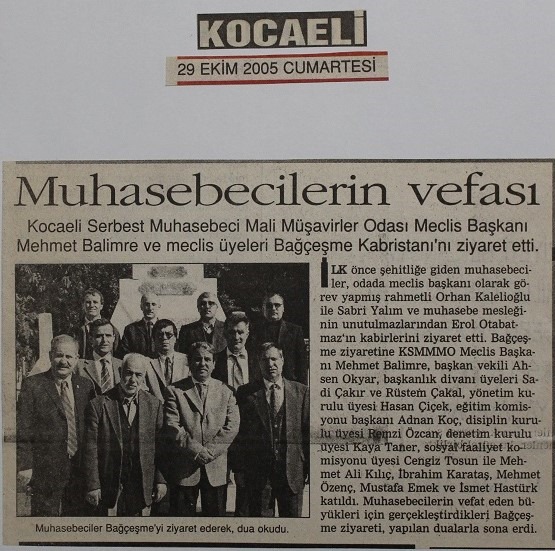 KOCAELİ
29 EKİM 2005 CUMARTESİ
Muhasebecilerin vefası
Kocaeli Serbest Muhasebeci Mali Müşavirler Odası Meclis Başkanı
Mehmet Balimre ve meclis üyeleri Bağçeşme Kabristanı'nı ziyaret etti.
İLK önce şehitliğe giden muhasebeci-
ler, odada meclis başkanı olarak gö-
rev yapmış rahmetli Orhan Kalelioğlu
ile Sabri Yalım ve muhasebe mesleği-
nin unutulmazlarından Erol Otabat-
maz'ın kabirlerini ziyaret etti. Bağçeş-
me ziyaretine KSMMMO Meclis Başka-
nı Mehmet Balimre, başkan vekili Ah-
sen Okyar, başkanlık divanı üyeleri Sa-
di Çakır ve Rüstem Çakal, yönetim ku-
rulu üyesi Hasan Çiçek, eğitim komis-
yonu başkanı Adnan Koç, disiplin kuru-
lu üyesi Remzi Özcan, denetim kurulu
üyesi Kaya Taner, sosyal faaliyet ko-
misyonu üyesi Cengiz Tosun ile Meh-
met Ali Kılıç, İbrahim Karataş, Mehmet
Özenç, Mustafa Emek ve İsmet Hastürk
katıldı. Muhasebecilerin vefat eden bü-
yükleri için gerçekleştirdikleri Bağçeş-
me ziyareti, yapılan dualarla sona erdi.
Muhasebeciler Bağçeşme'yi ziyaret ederek, dua okudu.